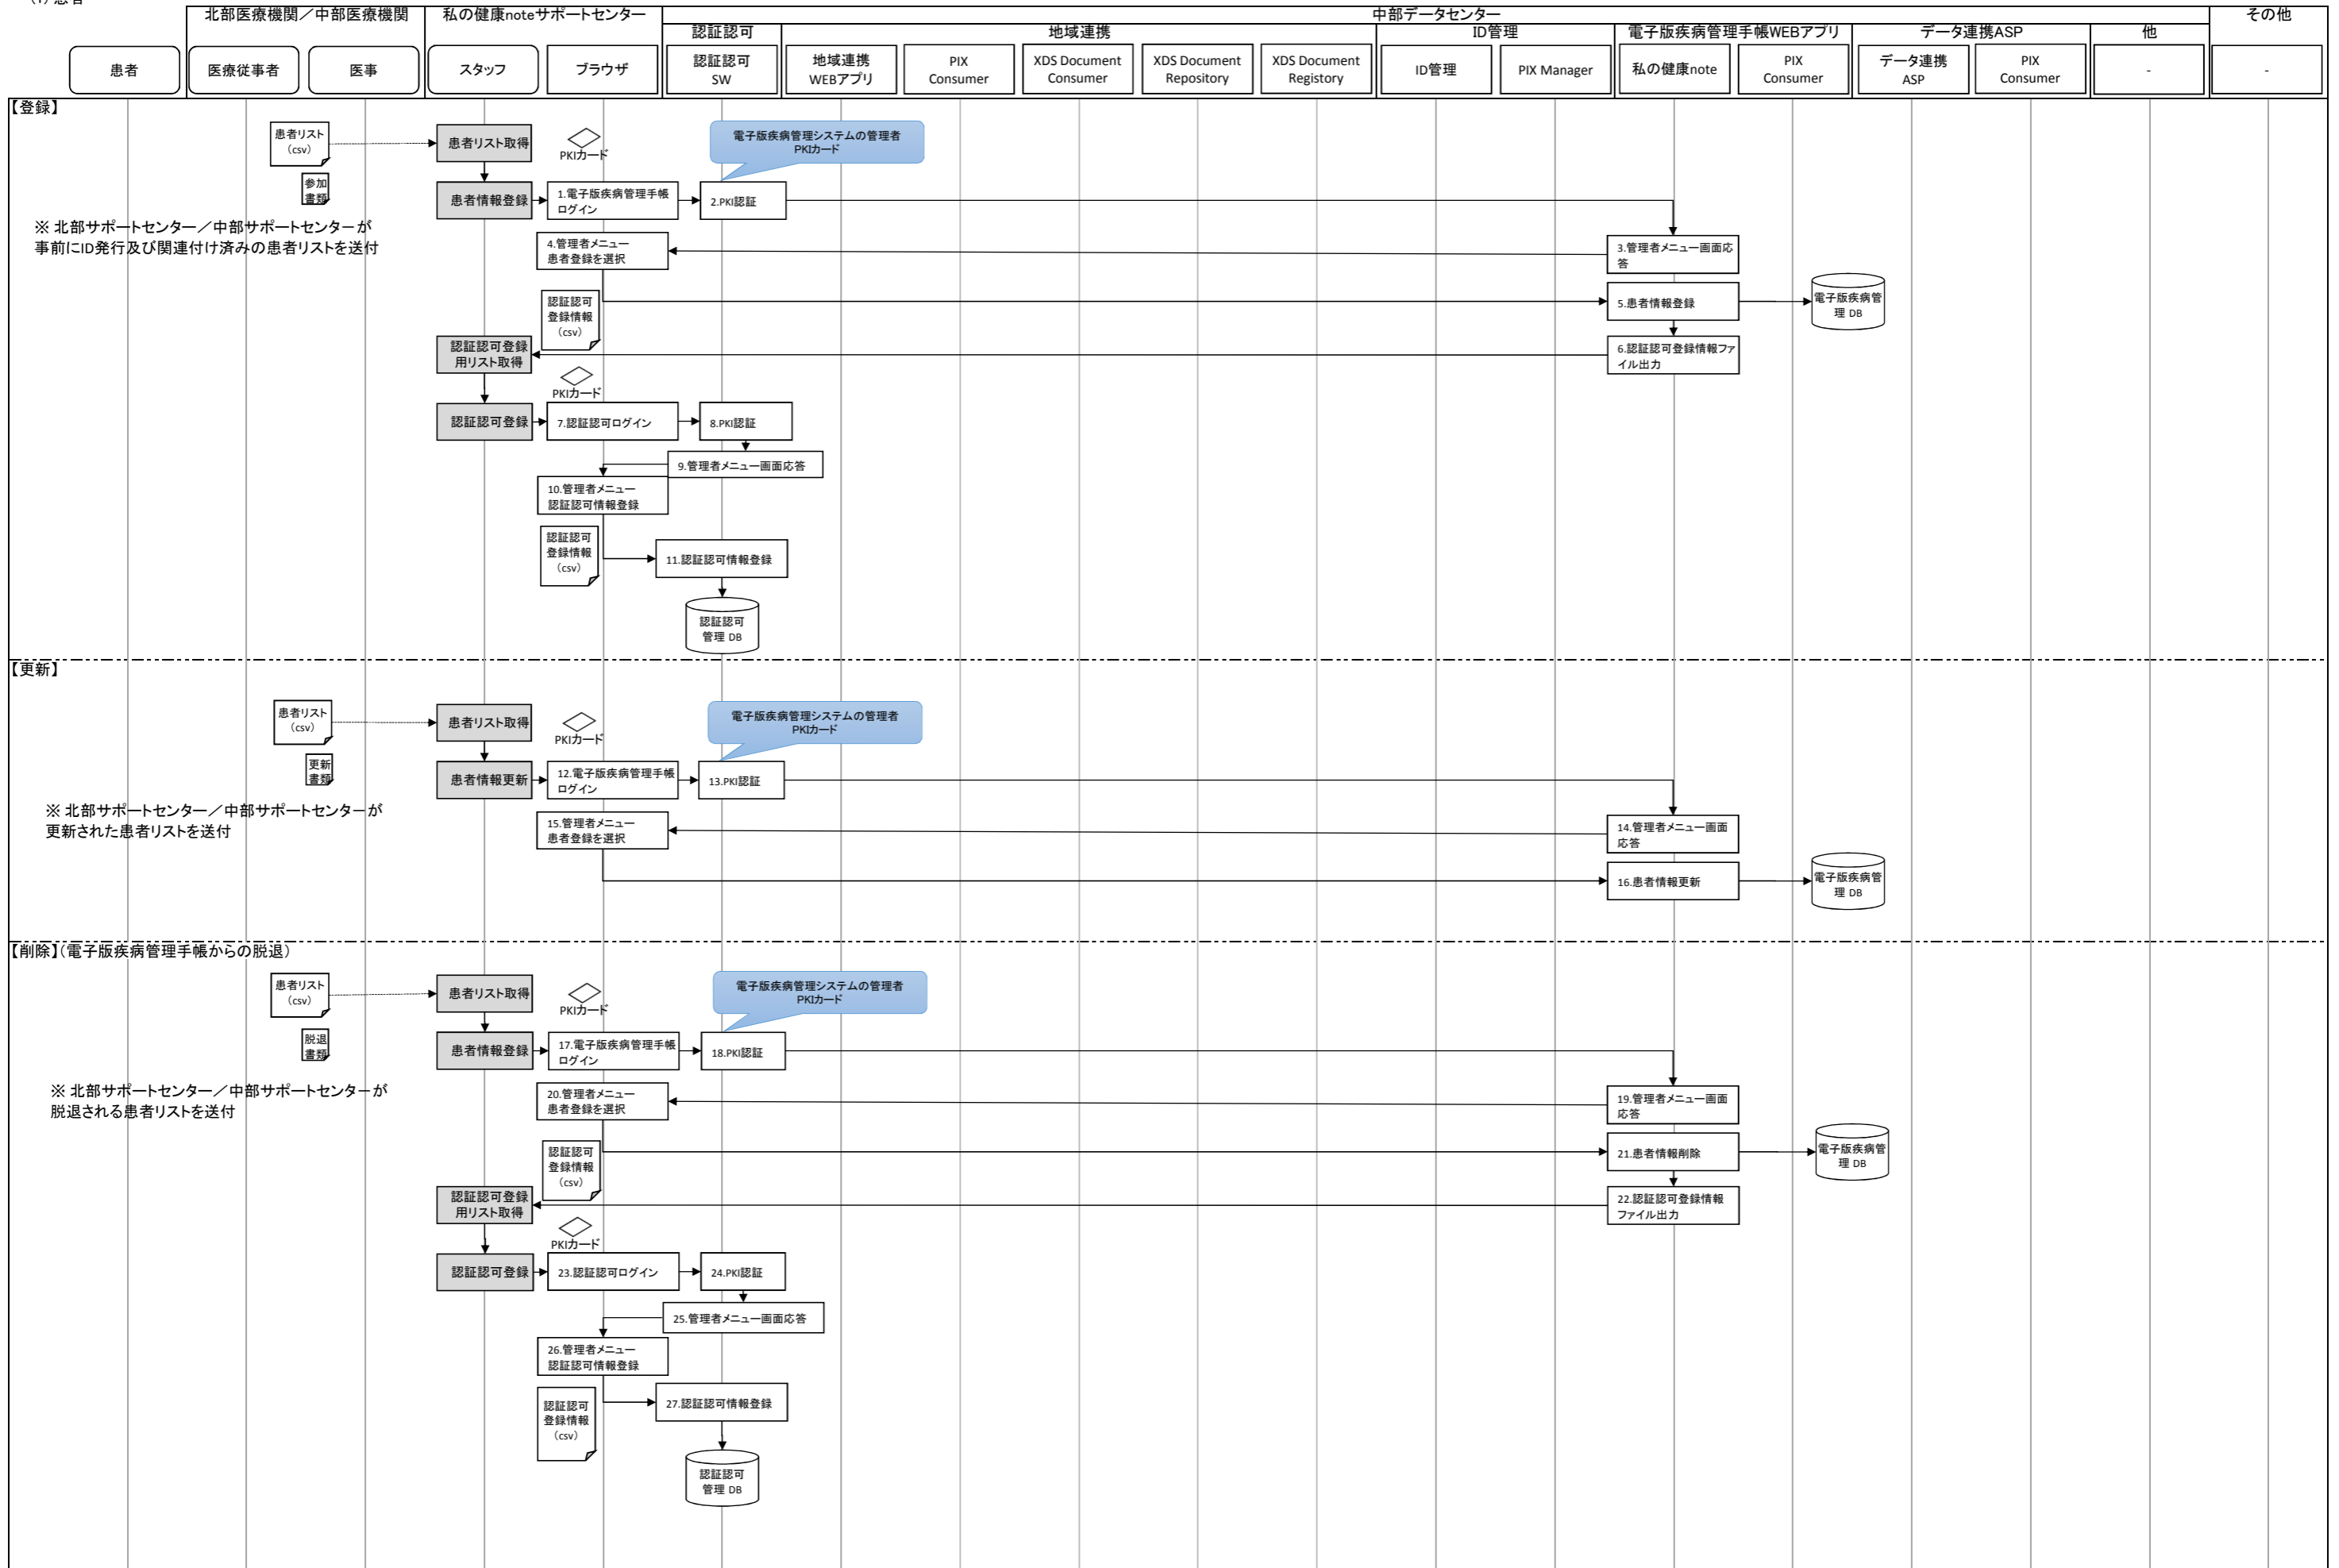 北部医療機関／中部医療機関
私の健康noteサポートセンター
中部データセンター
その他
認証認可
地域連携
ID管理
電子版疾病管理手帳WEBアプリ
データ連携ASP
他
患者
医療従事者
医事
スタッフ
ブラウザ
認証認可
SW
地域連携
WEBアプリ
PIX
Consumer
XDS Document
Consumer
XDS Document
Repository
XDS Document
Registory
ID管理
PIX Manager
私の健康note
PIX
Consumer
データ連携
ASP
PIX
Consumer
-
-
【登録】
患者リスト
（csv）
患者リスト取得
PKIカード
電子版疾病管理システムの管理者
PKIカード
参加
書類
患者情報登録
1.電子版疾病管理手帳
ログイン
2.PKI認証
※ 北部サポートセンター／中部サポートセンターが
事前にID発行及び関連付け済みの患者リストを送付
4.管理者メニュー
患者登録を選択
3.管理者メニュー画面応
答
認証認可
登録情報
（csv）
5.患者情報登録
電子版疾病管
理 DB
認証認可登録
用リスト取得
6.認証認可登録情報ファ
イル出力
PKIカード
認証認可登録
7.認証認可ログイン
8.PKI認証
9.管理者メニュー画面応答
10.管理者メニュー
認証認可情報登録
認証認可
登録情報
（csv）
11.認証認可情報登録
認証認可
管理 DB
【更新】
患者リスト
（csv）
患者リスト取得
PKIカード
電子版疾病管理システムの管理者
PKIカード
更新
書類
患者情報更新
12.電子版疾病管理手帳
ログイン
13.PKI認証
※ 北部サポートセンター／中部サポートセンターが
更新された患者リストを送付
15.管理者メニュー
患者登録を選択
14.管理者メニュー画面
応答
16.患者情報更新
電子版疾病管
理 DB
【削除】（電子版疾病管理手帳からの脱退）
患者リスト
（csv）
患者リスト取得
PKIカード
電子版疾病管理システムの管理者
PKIカード
脱退
書類
患者情報登録
17.電子版疾病管理手帳
ログイン
18.PKI認証
※ 北部サポートセンター／中部サポートセンターが
脱退される患者リストを送付
20.管理者メニュー
患者登録を選択
19.管理者メニュー画面
応答
認証認可
登録情報
（csv）
21.患者情報削除
電子版疾病管
理 DB
認証認可登録
用リスト取得
22.認証認可登録情報
ファイル出力
PKIカード
認証認可登録
23.認証認可ログイン
24.PKI認証
25.管理者メニュー画面応答
26.管理者メニュー
認証認可情報登録
認証認可
登録情報
（csv）
27.認証認可情報登録
認証認可
管理 DB